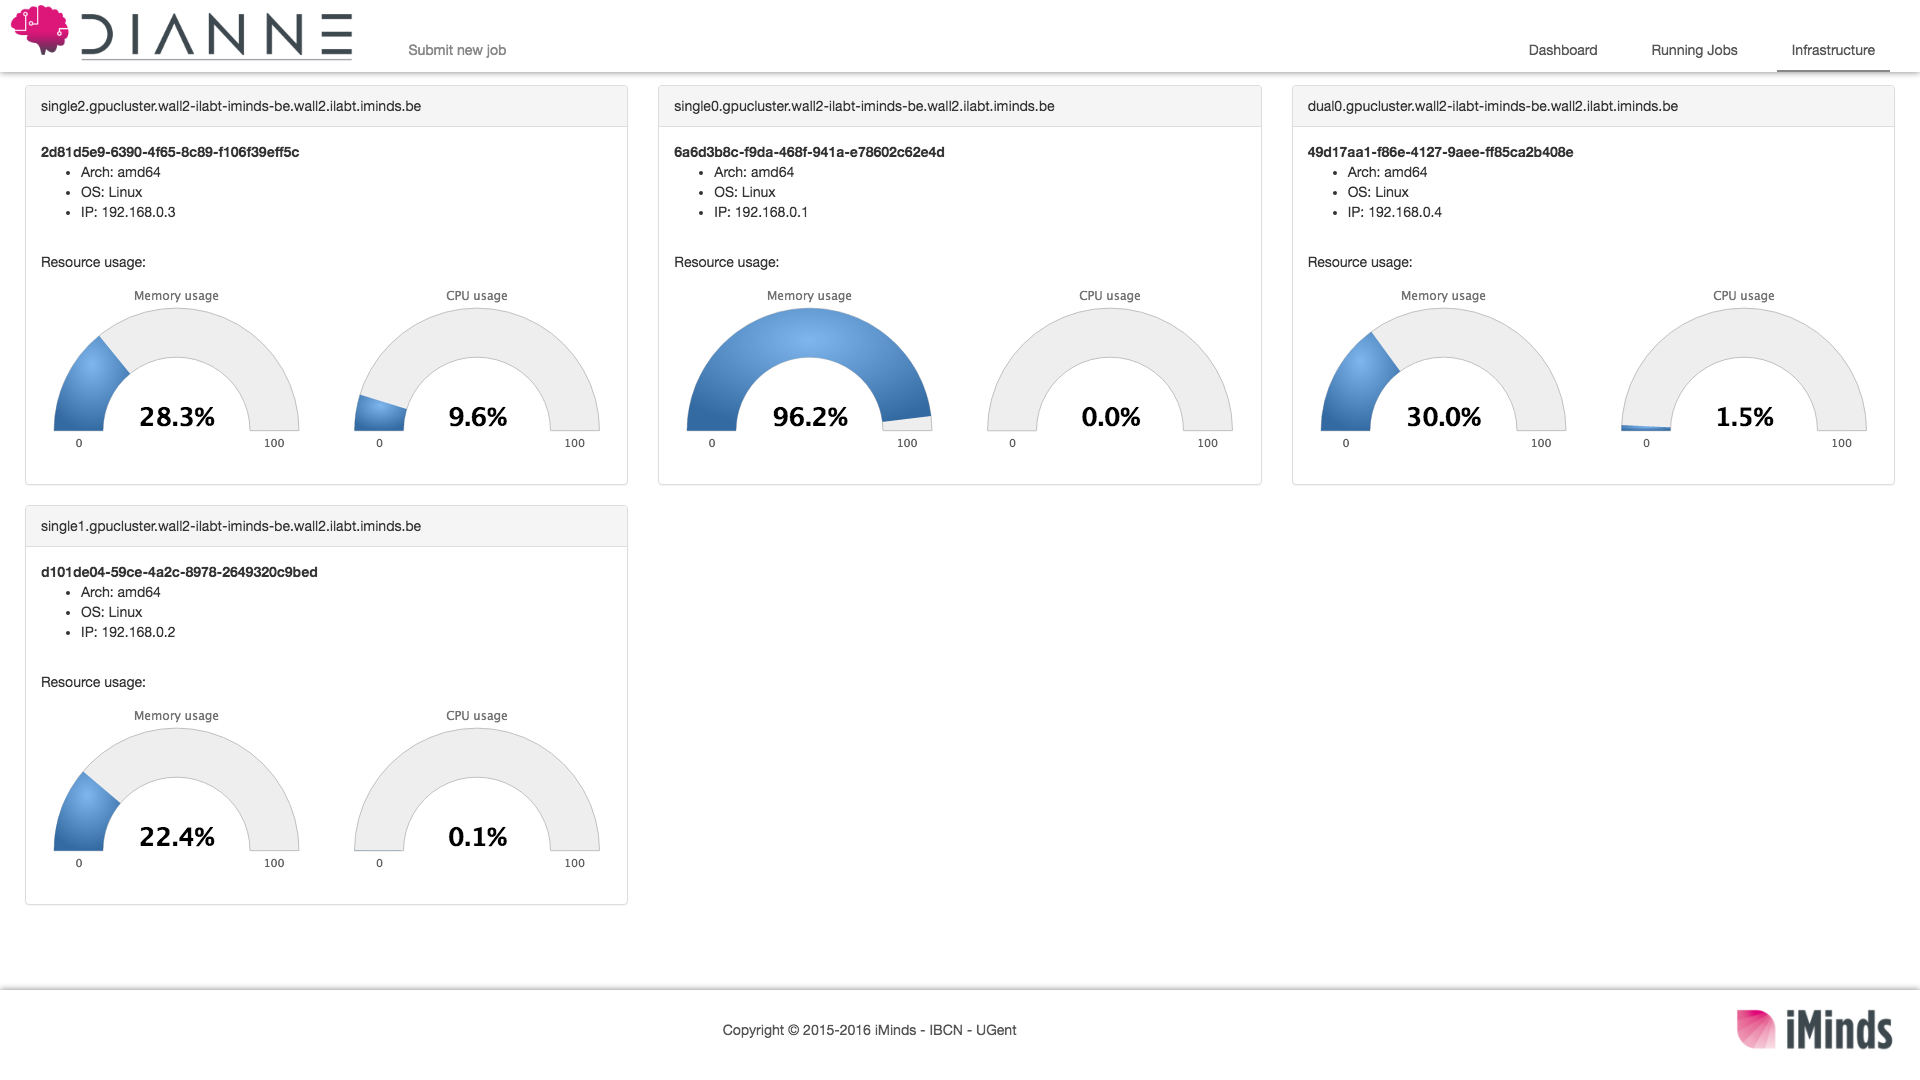 DIANNE
Submit new job
Dashboard
Running Jobs
Infrastructure
single2.gpucluster.wall2-ilabt-iminds-be.wall2.ilabt.iminds.be
2d81d5e9-6390-4f65-8c89-f106f39eff5c
• Arch: amd64
• OS: Linux
• IP: 192.168.0.3
Resource usage:
Memory usage
28.3%
0 100
CPU usage
9.6%
0 100
single0.gpucluster.wall2-ilabt-iminds-be.wall2.ilabt.iminds.be
6a6d3b8c-f9da-468f-941a-e78602c62e4d
• Arch: amd64
• OS: Linux
• IP: 192.168.0.1
Resource usage:
Memory usage
96.2%
0 100
CPU usage
0.0%
0 100
dual0.gpucluster.wall2-ilabt-iminds-be.wall2.ilabt.iminds.be
49d17aa1-f86e-4127-9aee-ff85ca2b408e
• Arch: amd64
• OS: Linux
• IP: 192.168.0.4
Resource usage:
Memory usage
30.0%
0 100
CPU usage
1.5%
0 100
single1.gpucluster.wall2-ilabt-iminds-be.wall2.ilabt.iminds.be
d101de04-59ce-4a2c-8978-2649320c9bed
• Arch: amd64
• OS: Linux
• IP: 192.168.0.2
Resource usage:
Memory usage
22.4%
0 100
CPU usage
0.1%
0 100
Copyright © 2015-2016 iMinds - IBCN - UGent
iMinds